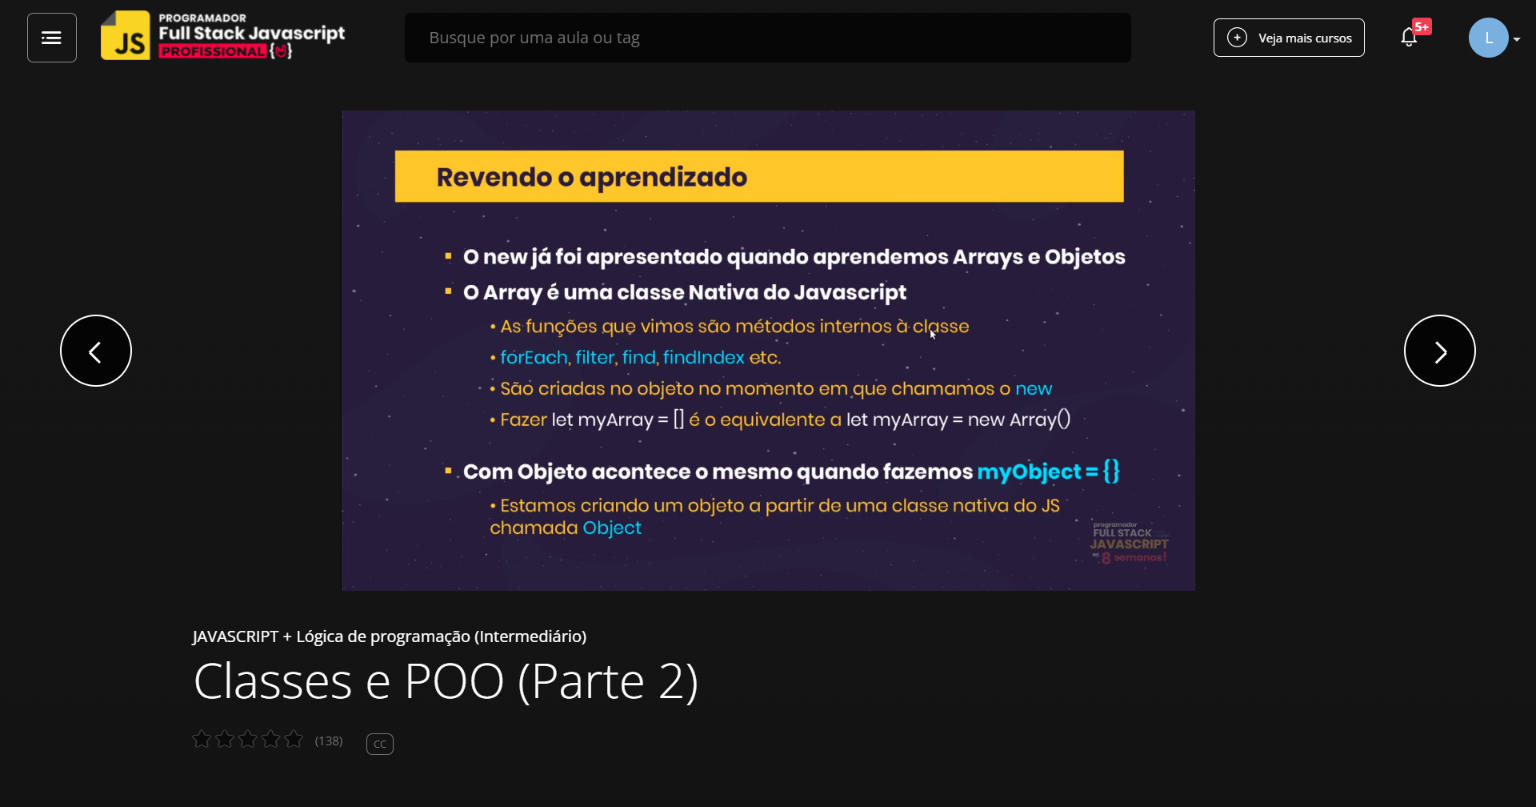 JS
PROGRAMADOR
Full Stack Javascript
PROFISSIONAL
Busque por uma aula ou tag
Veja mais cursos
5+
L
Revendo o aprendizado
▪ O new já foi apresentado quando aprendemos Arrays e Objetos
▪ O Array é uma classe Nativa do Javascript
• As funções que vimos são métodos internos à classe
• forEach, filter, find, findIndex etc.
• São criadas no objeto no momento em que chamamos o new
• Fazer let myArray = [] é o equivalente a let myArray = new Array()
▪ Com Objeto acontece o mesmo quando fazemos myObject = {}
• Estamos criando um objeto a partir de uma classe nativa do JS
chamada Object
programador
FULL STACK
JAVASCRIPT
em 8 semanas!
JAVASCRIPT + Lógica de programação (Intermediário)
Classes e POO (Parte 2)
(138)
CC